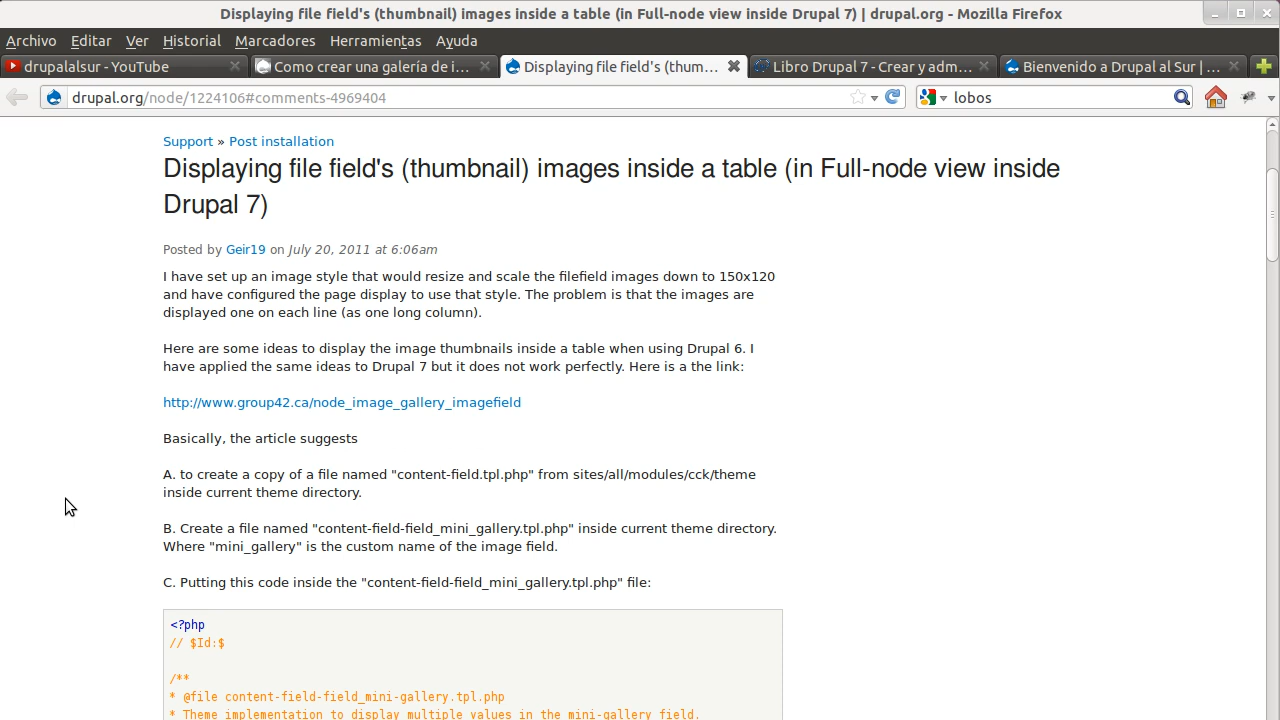 Displaying file field's (thumbnail) images inside a table (in Full-node view inside Drupal 7) | drupal.org - Mozilla Firefox
Archivo Editar Ver Historial Marcadores Herramientas Ayuda
drupalalsur - YouTube
Como crear una galería de i...
Displaying file field's (thum...
Libro Drupal 7 - Crear y adm...
Bienvenido a Drupal al Sur | ...
drupal.org/node/1224106#comments-4969404
lobos
Support » Post installation
Displaying file field's (thumbnail) images inside a table (in Full-node view inside
Drupal 7)
Posted by Geir19 on July 20, 2011 at 6:06am
I have set up an image style that would resize and scale the filefield images down to 150x120
and have configured the page display to use that style. The problem is that the images are
displayed one on each line (as one long column).
Here are some ideas to display the image thumbnails inside a table when using Drupal 6. I
have applied the same ideas to Drupal 7 but it does not work perfectly. Here is a the link:
http://www.group42.ca/node_image_gallery_imagefield
Basically, the article suggests
A. to create a copy of a file named "content-field.tpl.php" from sites/all/modules/cck/theme
inside current theme directory.
B. Create a file named "content-field-field_mini_gallery.tpl.php" inside current theme directory.
Where "mini_gallery" is the custom name of the image field.
C. Putting this code inside the "content-field-field_mini_gallery.tpl.php" file:
<?php
// $Id:$
/**
* @file content-field-field_mini-gallery.tpl.php
* Theme implementation to display multiple values in the mini-gallery field.